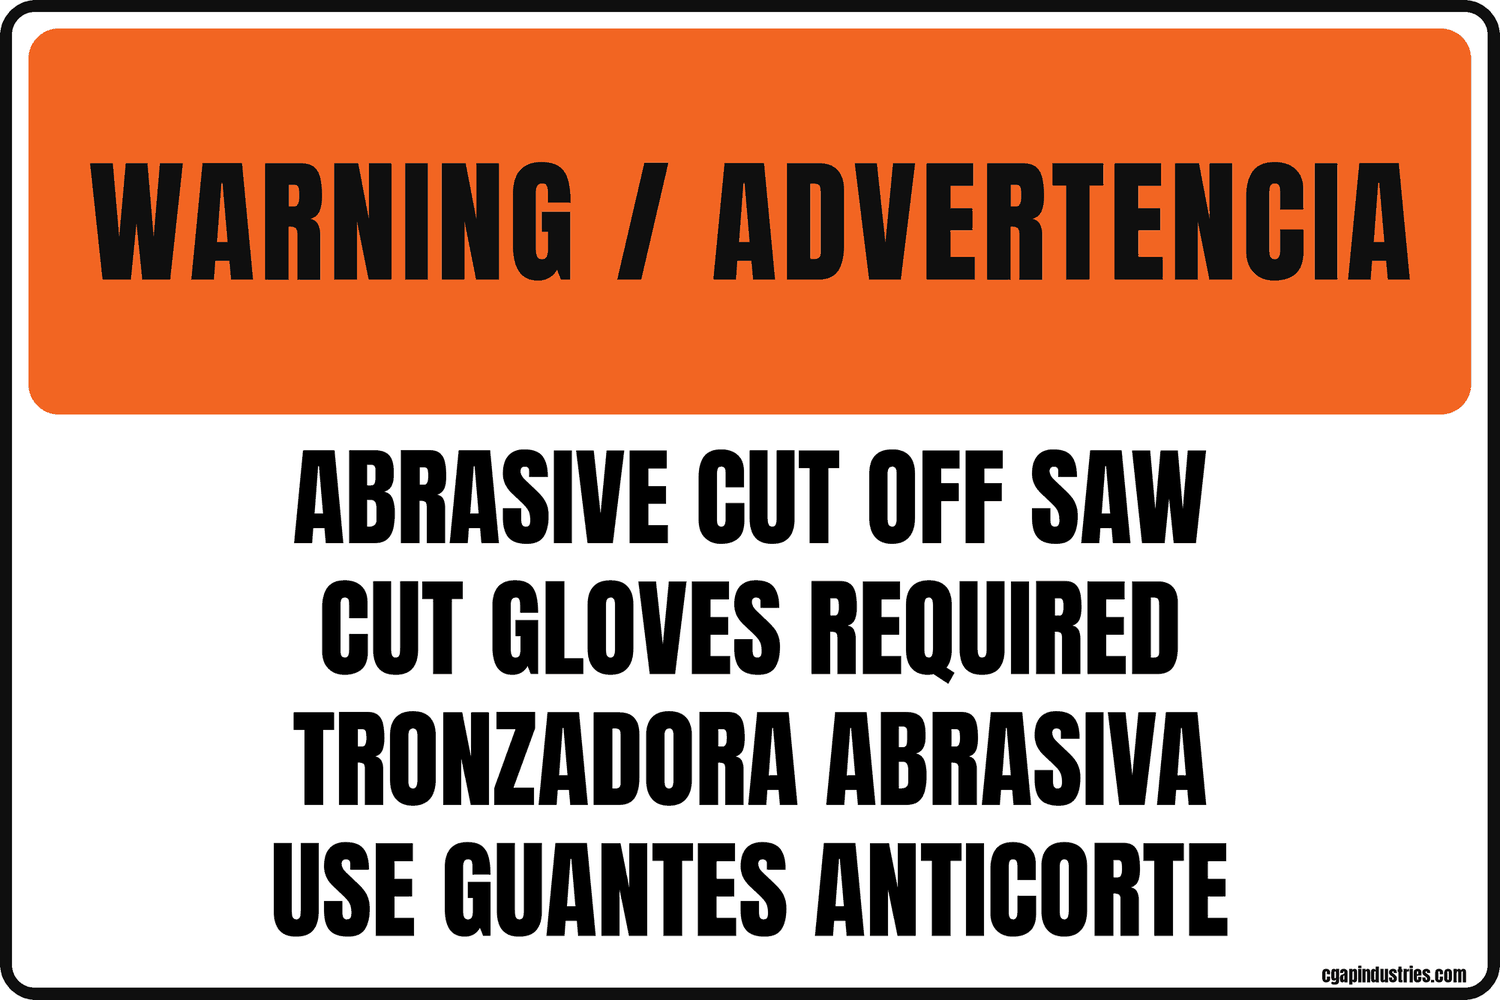 WARNING / ADVERTENCIA
ABRASIVE CUT OFF SAW
CUT GLOVES REQUIRED
TRONZADORA ABRASIVA
USE GUANTES ANTICORTE
cgapindustries.com